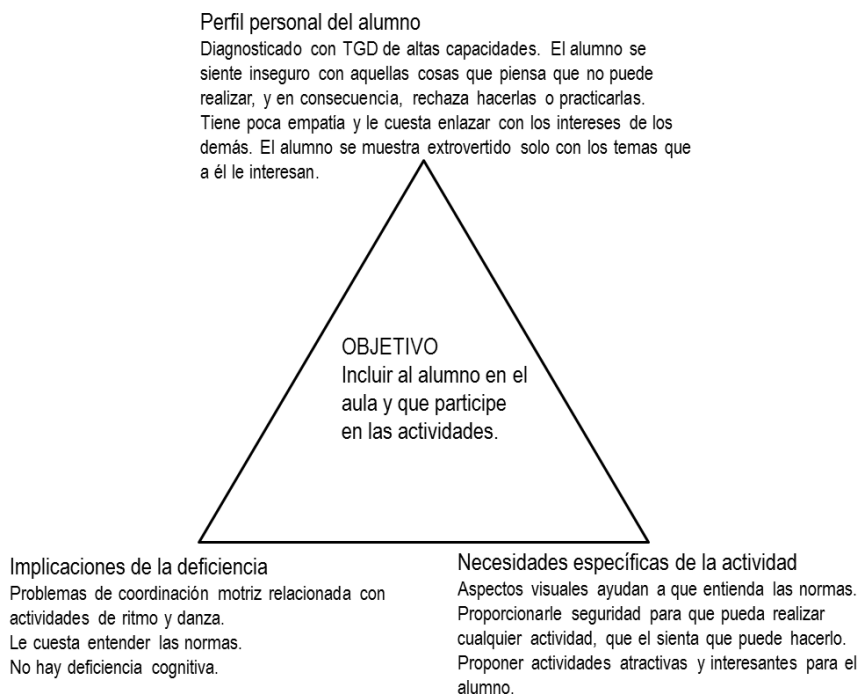 Perfil personal del alumno
Diagnosticado con TGD de altas capacidades. El alumno se
siente inseguro con aquellas cosas que piensa que no puede
realizar, y en consecuencia, rechaza hacerlas o practicarlas.
Tiene poca empatía y le cuesta enlazar con los intereses de los
demás. El alumno se muestra extrovertido solo con los temas que
a él le interesan.
OBJETIVO
Incluir al alumno en el
aula y que participe
en las actividades.
Implicaciones de la deficiencia
Problemas de coordinación motriz relacionada con
actividades de ritmo y danza.
Le cuesta entender las normas.
No hay deficiencia cognitiva.
Necesidades específicas de la actividad
Aspectos visuales ayudan a que entienda las normas.
Proporcionarle seguridad para que pueda realizar
cualquier actividad, que el sienta que puede hacerlo.
Proponer actividades atractivas y interesantes para el
alumno.